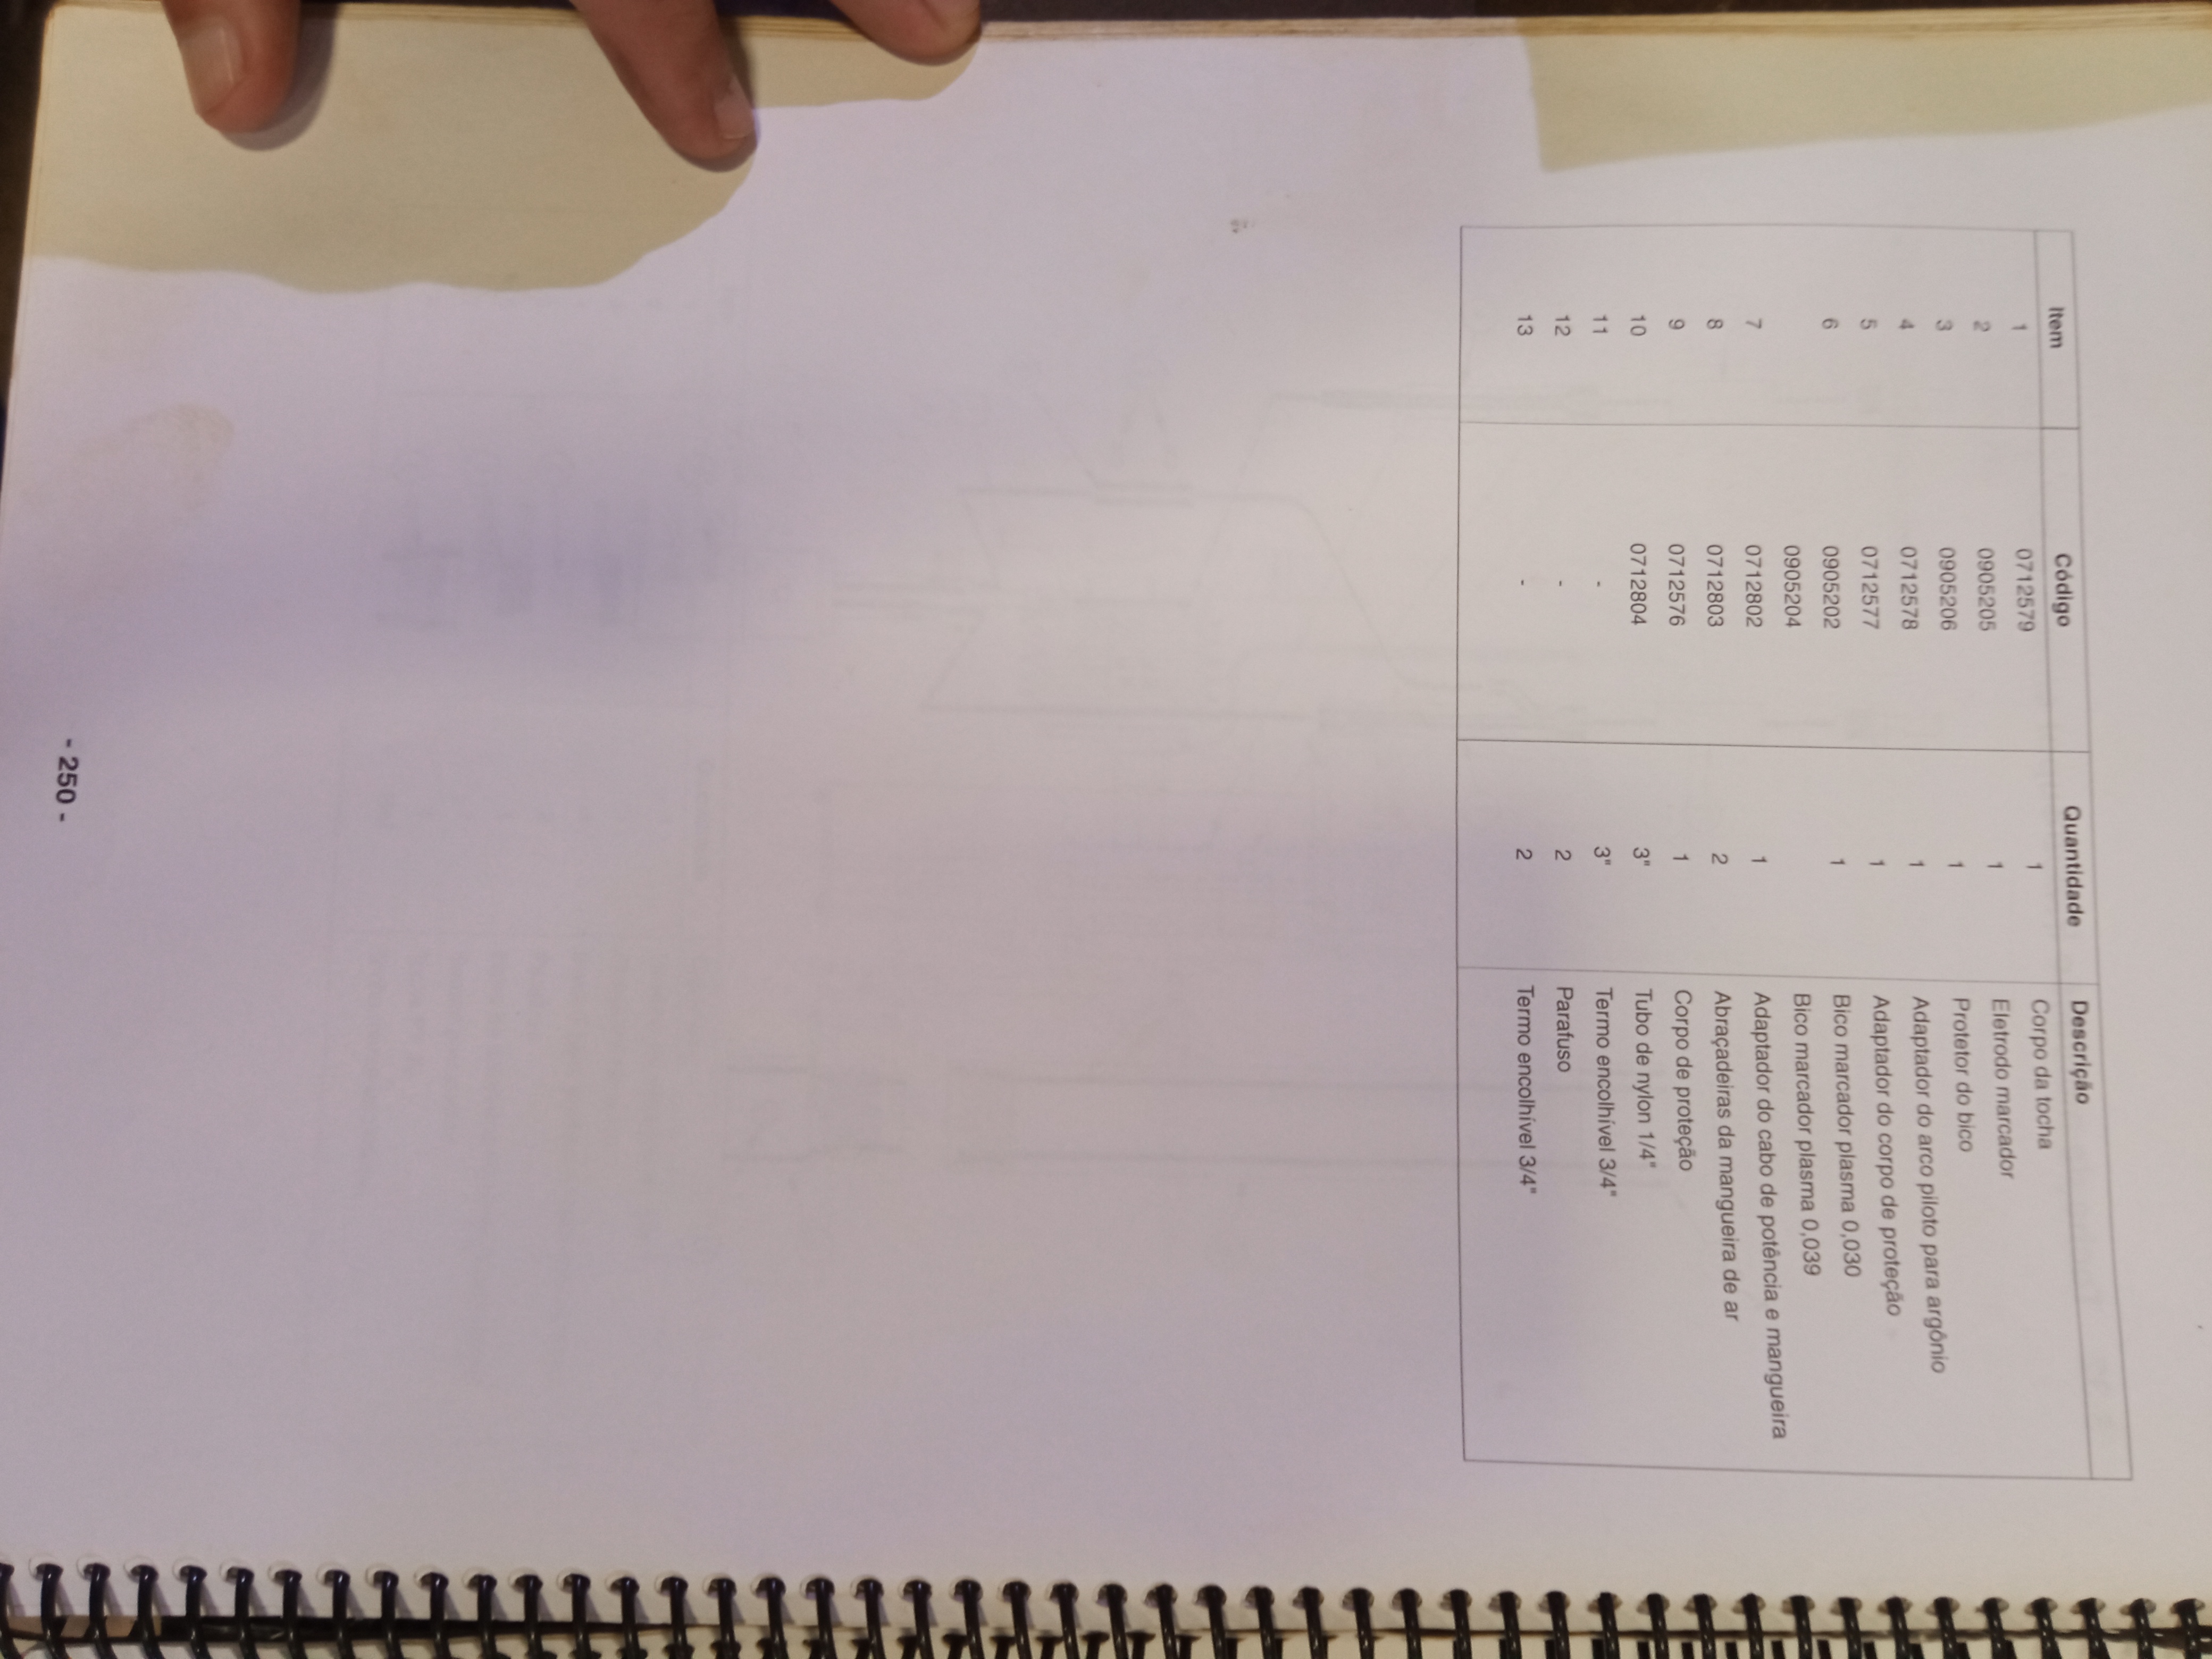 Item Código Quantidade Descrição
1 0712579 1 Corpo da tocha
2 0905205 1 Eletrodo marcador
3 0905206 1 Protetor do bico
4 0712578 1 Adaptador do arco piloto para argônio
5 0712577 1 Adaptador do corpo de proteção
6 0905202 1 Bico marcador plasma 0,030
0905204 Bico marcador plasma 0,039
7 0712802 1 Adaptador do cabo de potência e mangueira
8 0712803 2 Abraçadeiras da mangueira de ar
9 0712576 1 Corpo de proteção
10 0712804 3" Tubo de nylon 1/4"
11 - 3" Termo encolhível 3/4"
12 - 2 Parafuso
13 - 2 Termo encolhível 3/4"
- 250 -